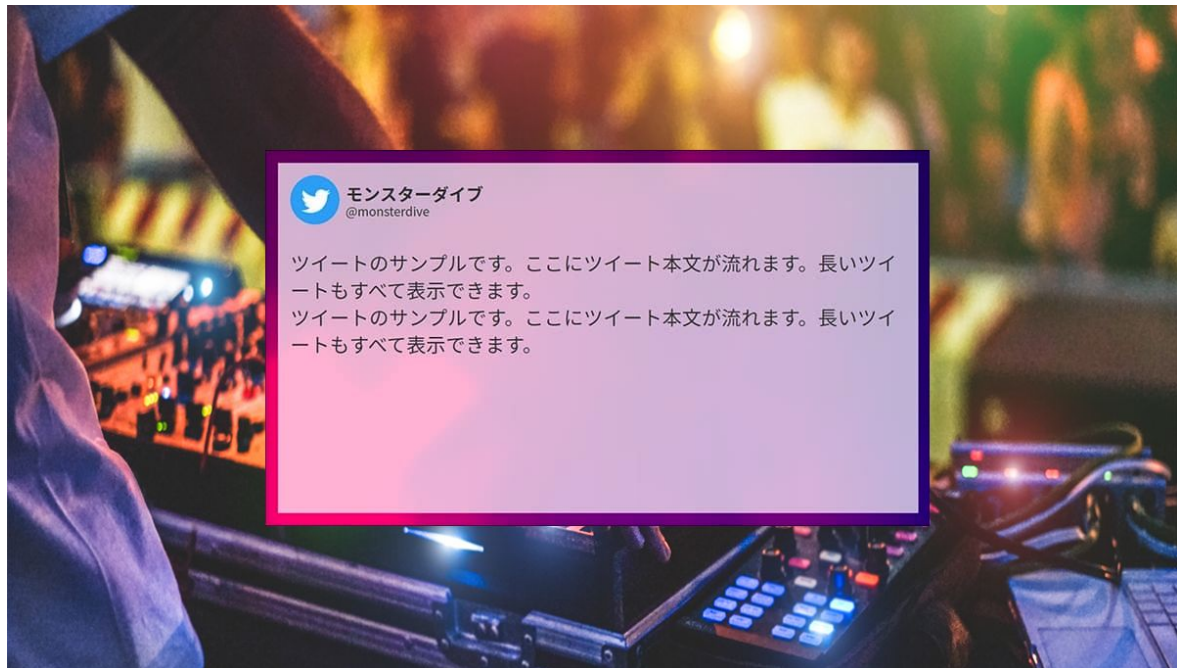 モンスターダイブ
@monsterdive
ツイートのサンプルです。ここにツイート本文が流れます。長いツイ
ートもすべて表示できます。
ツイートのサンプルです。ここにツイート本文が流れます。長いツイ
ートもすべて表示できます。